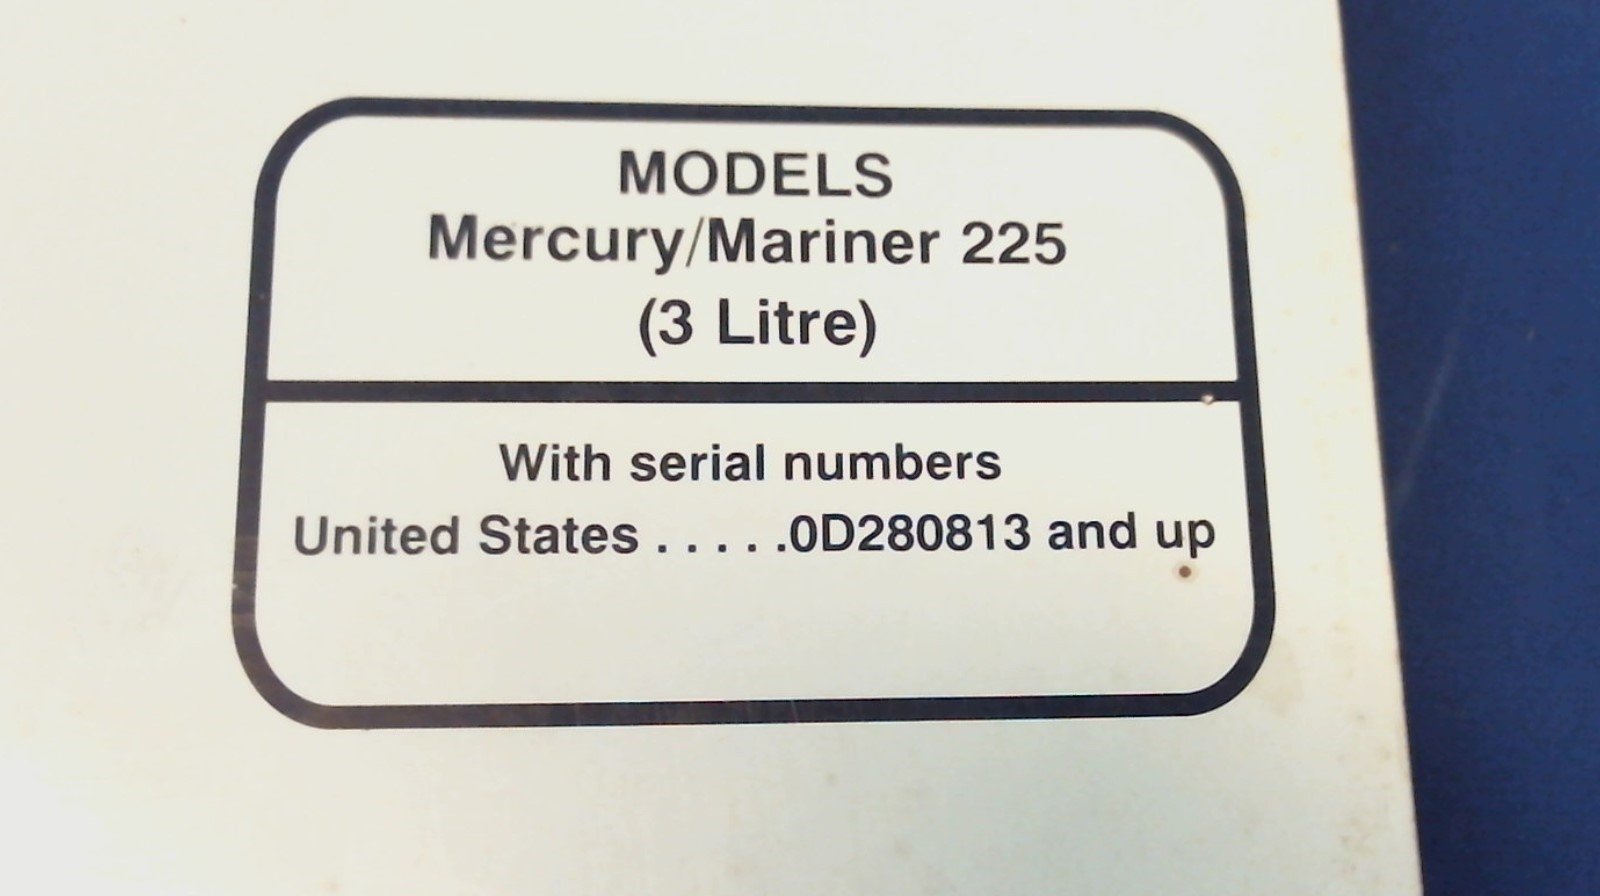 MODELS
Mercury/Mariner 225
(3 Litre)
With serial numbers
United States . . . . .0D280813 and up